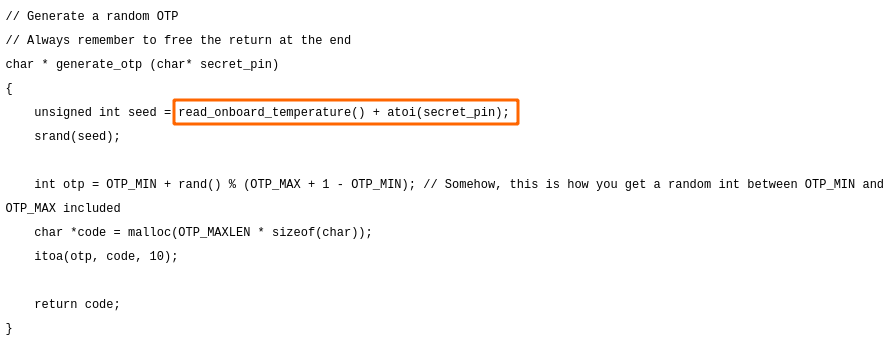 // Generate a random OTP
// Always remember to free the return at the end
char * generate_otp (char* secret_pin)
{
    unsigned int seed = read_onboard_temperature() + atoi(secret_pin);
    srand(seed);

    int otp = OTP_MIN + rand() % (OTP_MAX + 1 - OTP_MIN); // Somehow, this is how you get a random int between OTP_MIN and
OTP_MAX included
    char *code = malloc(OTP_MAXLEN * sizeof(char));
    itoa(otp, code, 10);

    return code;
}